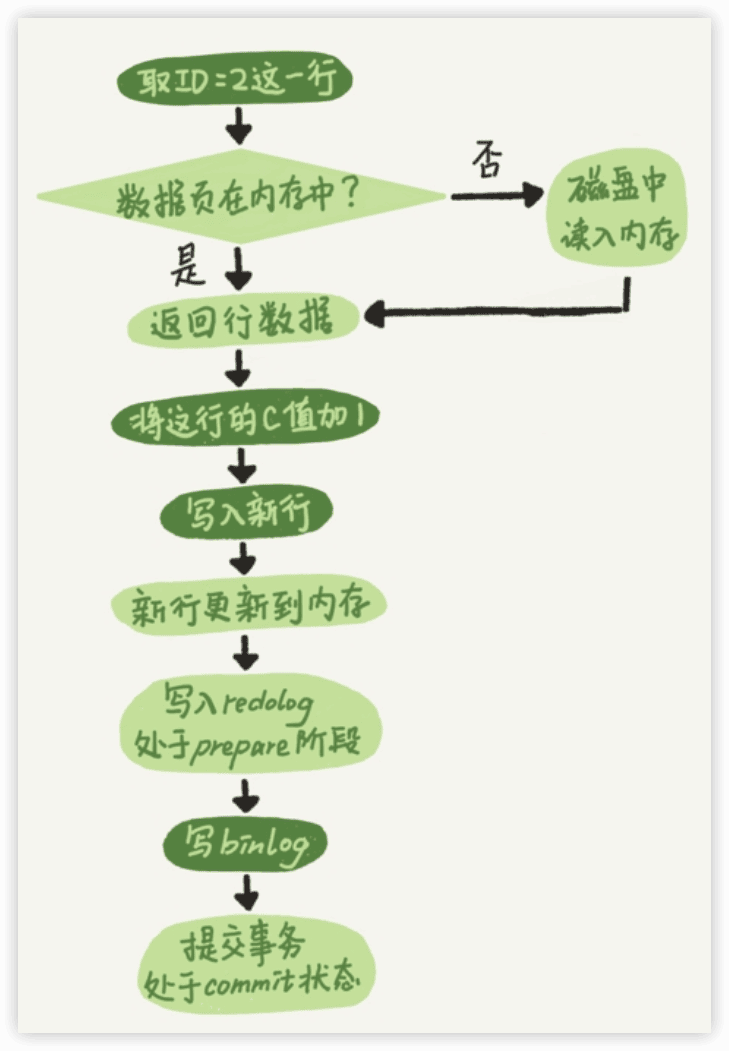 取ID=2这一行
数据页在内存中？
否
磁盘中
读入内存
是
返回行数据
将这行的C值加1
写入新行
新行更新到内存
写入redolog
处于prepare阶段
写binlog
提交事务
处于commit状态